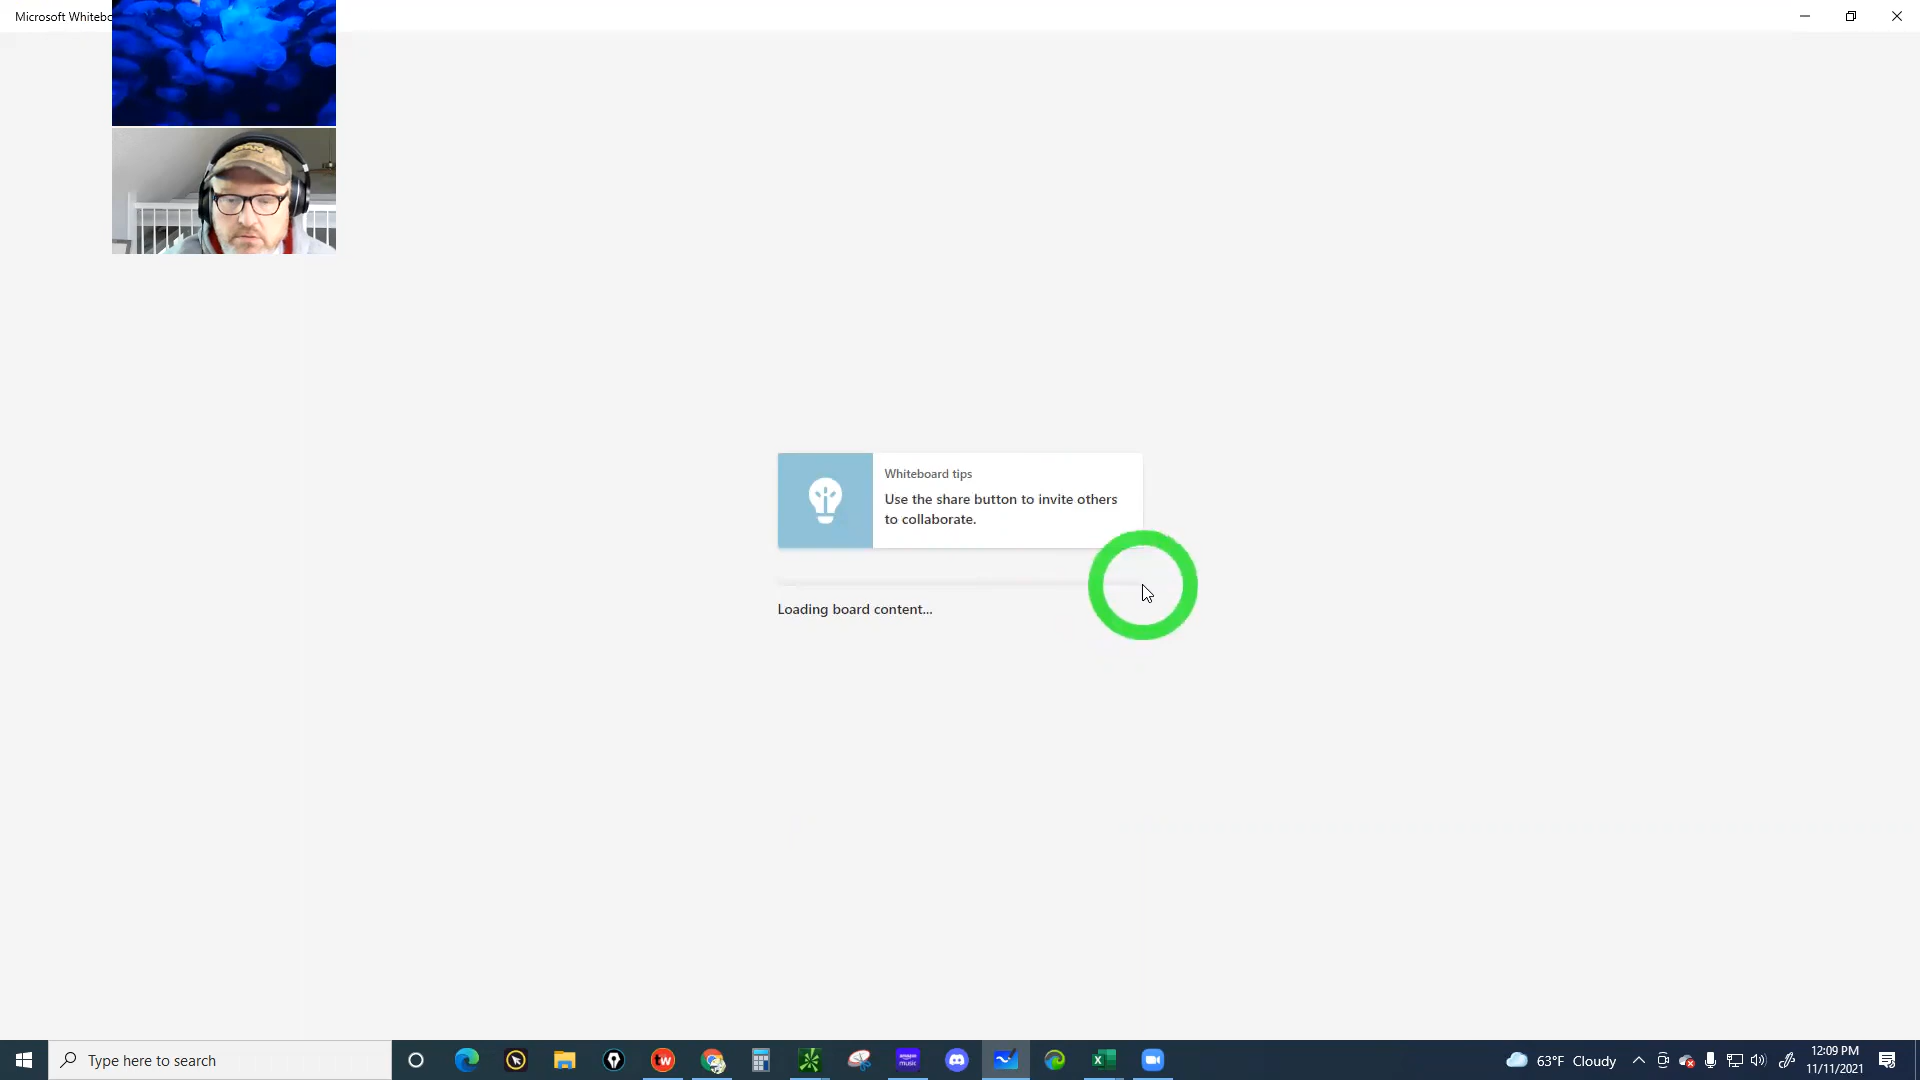 Microsoft Whitebo
Whiteboard tips
Use the share button to invite others
to collaborate.
Loading board content...
Type here to search
63°F Cloudy
12:09 PM
11/11/2021